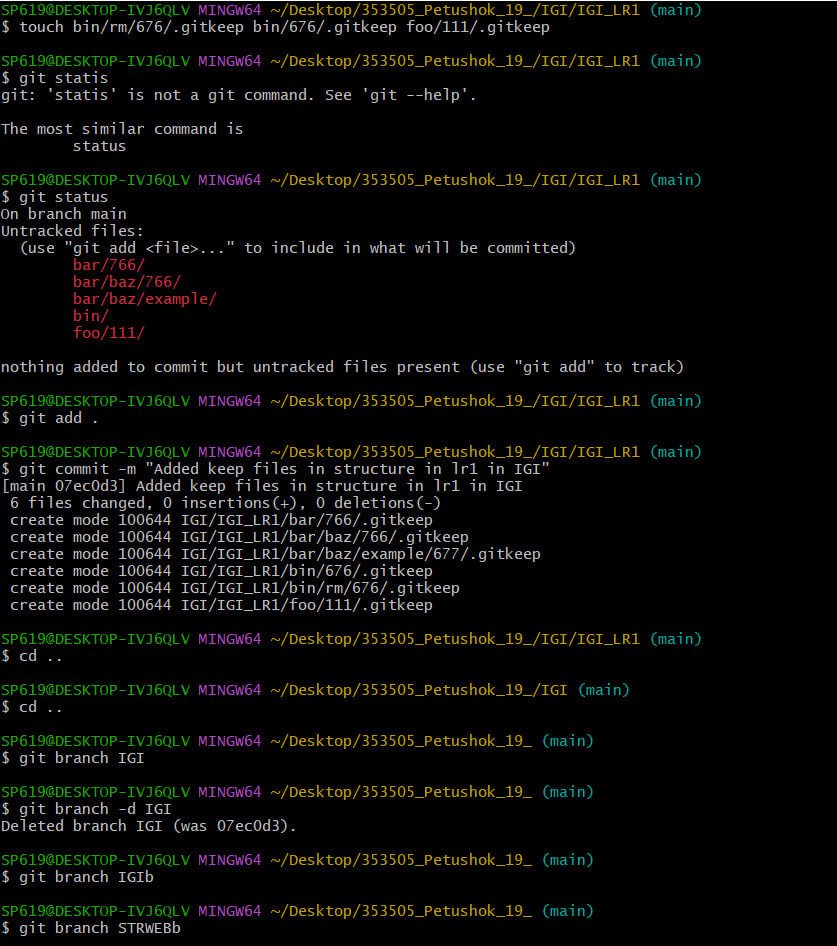 SP619@DESKTOP-IVJ6QLV MINGW64 ~/Desktop/353505_Petushok_19_/IGI/IGI_LR1 (main)
$ touch bin/rm/676/.gitkeep bin/676/.gitkeep foo/111/.gitkeep
SP619@DESKTOP-IVJ6QLV MINGW64 ~/Desktop/353505_Petushok_19_/IGI/IGI_LR1 (main)
$ git statis
git: 'statis' is not a git command. See 'git --help'.
The most similar command is
status
SP619@DESKTOP-IVJ6QLV MINGW64 ~/Desktop/353505_Petushok_19_/IGI/IGI_LR1 (main)
$ git status
On branch main
Untracked files:
(use "git add <file>..." to include in what will be committed)
bar/766/
bar/baz/766/
bar/baz/example/
bin/
foo/111/
nothing added to commit but untracked files present (use "git add" to track)
SP619@DESKTOP-IVJ6QLV MINGW64 ~/Desktop/353505_Petushok_19_/IGI/IGI_LR1 (main)
$ git add .
SP619@DESKTOP-IVJ6QLV MINGW64 ~/Desktop/353505_Petushok_19_/IGI/IGI_LR1 (main)
$ git commit -m "Added keep files in structure in lr1 in IGI"
[main 07ec0d3] Added keep files in structure in lr1 in IGI
6 files changed, 0 insertions(+), 0 deletions(-)
create mode 100644 IGI/IGI_LR1/bar/766/.gitkeep
create mode 100644 IGI/IGI_LR1/bar/baz/766/.gitkeep
create mode 100644 IGI/IGI_LR1/bar/baz/example/677/.gitkeep
create mode 100644 IGI/IGI_LR1/bin/676/.gitkeep
create mode 100644 IGI/IGI_LR1/bin/rm/676/.gitkeep
create mode 100644 IGI/IGI_LR1/foo/111/.gitkeep
SP619@DESKTOP-IVJ6QLV MINGW64 ~/Desktop/353505_Petushok_19_/IGI/IGI_LR1 (main)
$ cd ..
SP619@DESKTOP-IVJ6QLV MINGW64 ~/Desktop/353505_Petushok_19_/IGI (main)
$ cd ..
SP619@DESKTOP-IVJ6QLV MINGW64 ~/Desktop/353505_Petushok_19_ (main)
$ git branch IGI
SP619@DESKTOP-IVJ6QLV MINGW64 ~/Desktop/353505_Petushok_19_ (main)
$ git branch -d IGI
Deleted branch IGI (was 07ec0d3).
SP619@DESKTOP-IVJ6QLV MINGW64 ~/Desktop/353505_Petushok_19_ (main)
$ git branch IGIb
SP619@DESKTOP-IVJ6QLV MINGW64 ~/Desktop/353505_Petushok_19_ (main)
$ git branch STRWEBb